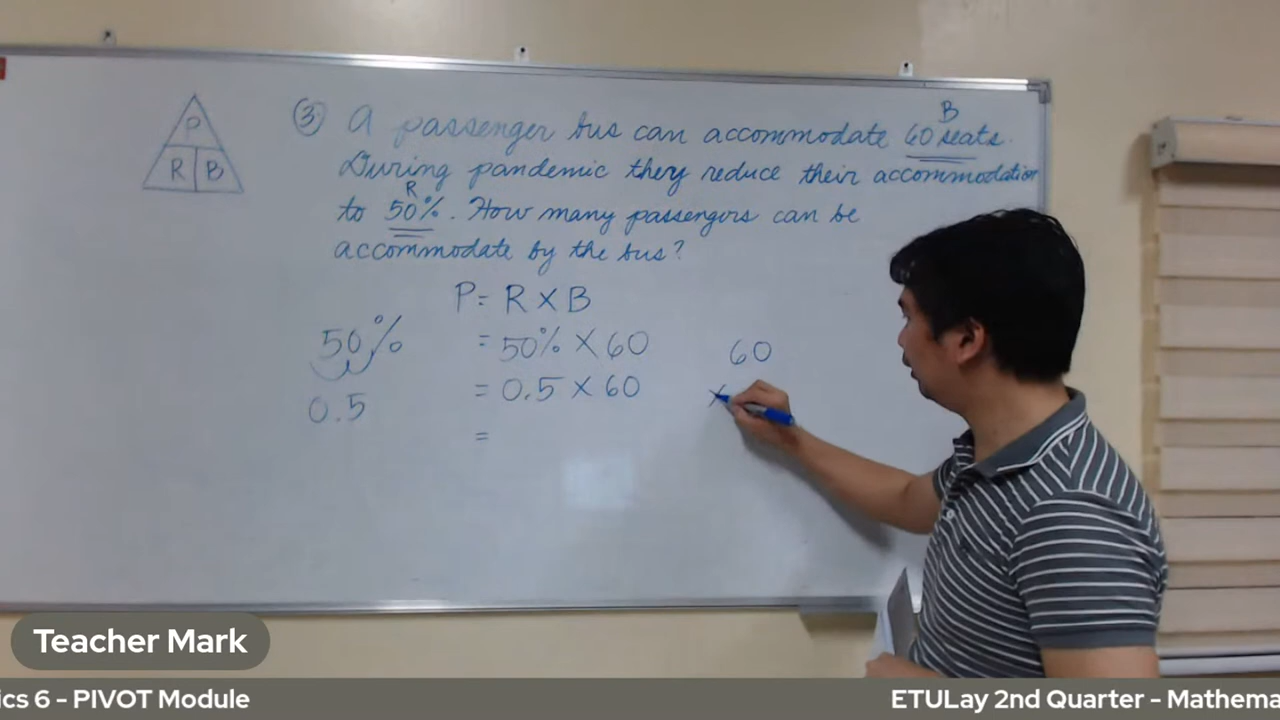 P
R B
B
③ A passenger bus can accommodate 60 seats.
During pandemic they reduce their accommodation
R
to 50%. How many passengers can be
accommodate by the bus?
P = R X B
50%
= 50% X 60
60
0.5
= 0.5 X 60
x
=
Teacher Mark
ics 6 - PIVOT Module
ETULay 2nd Quarter - Mathema